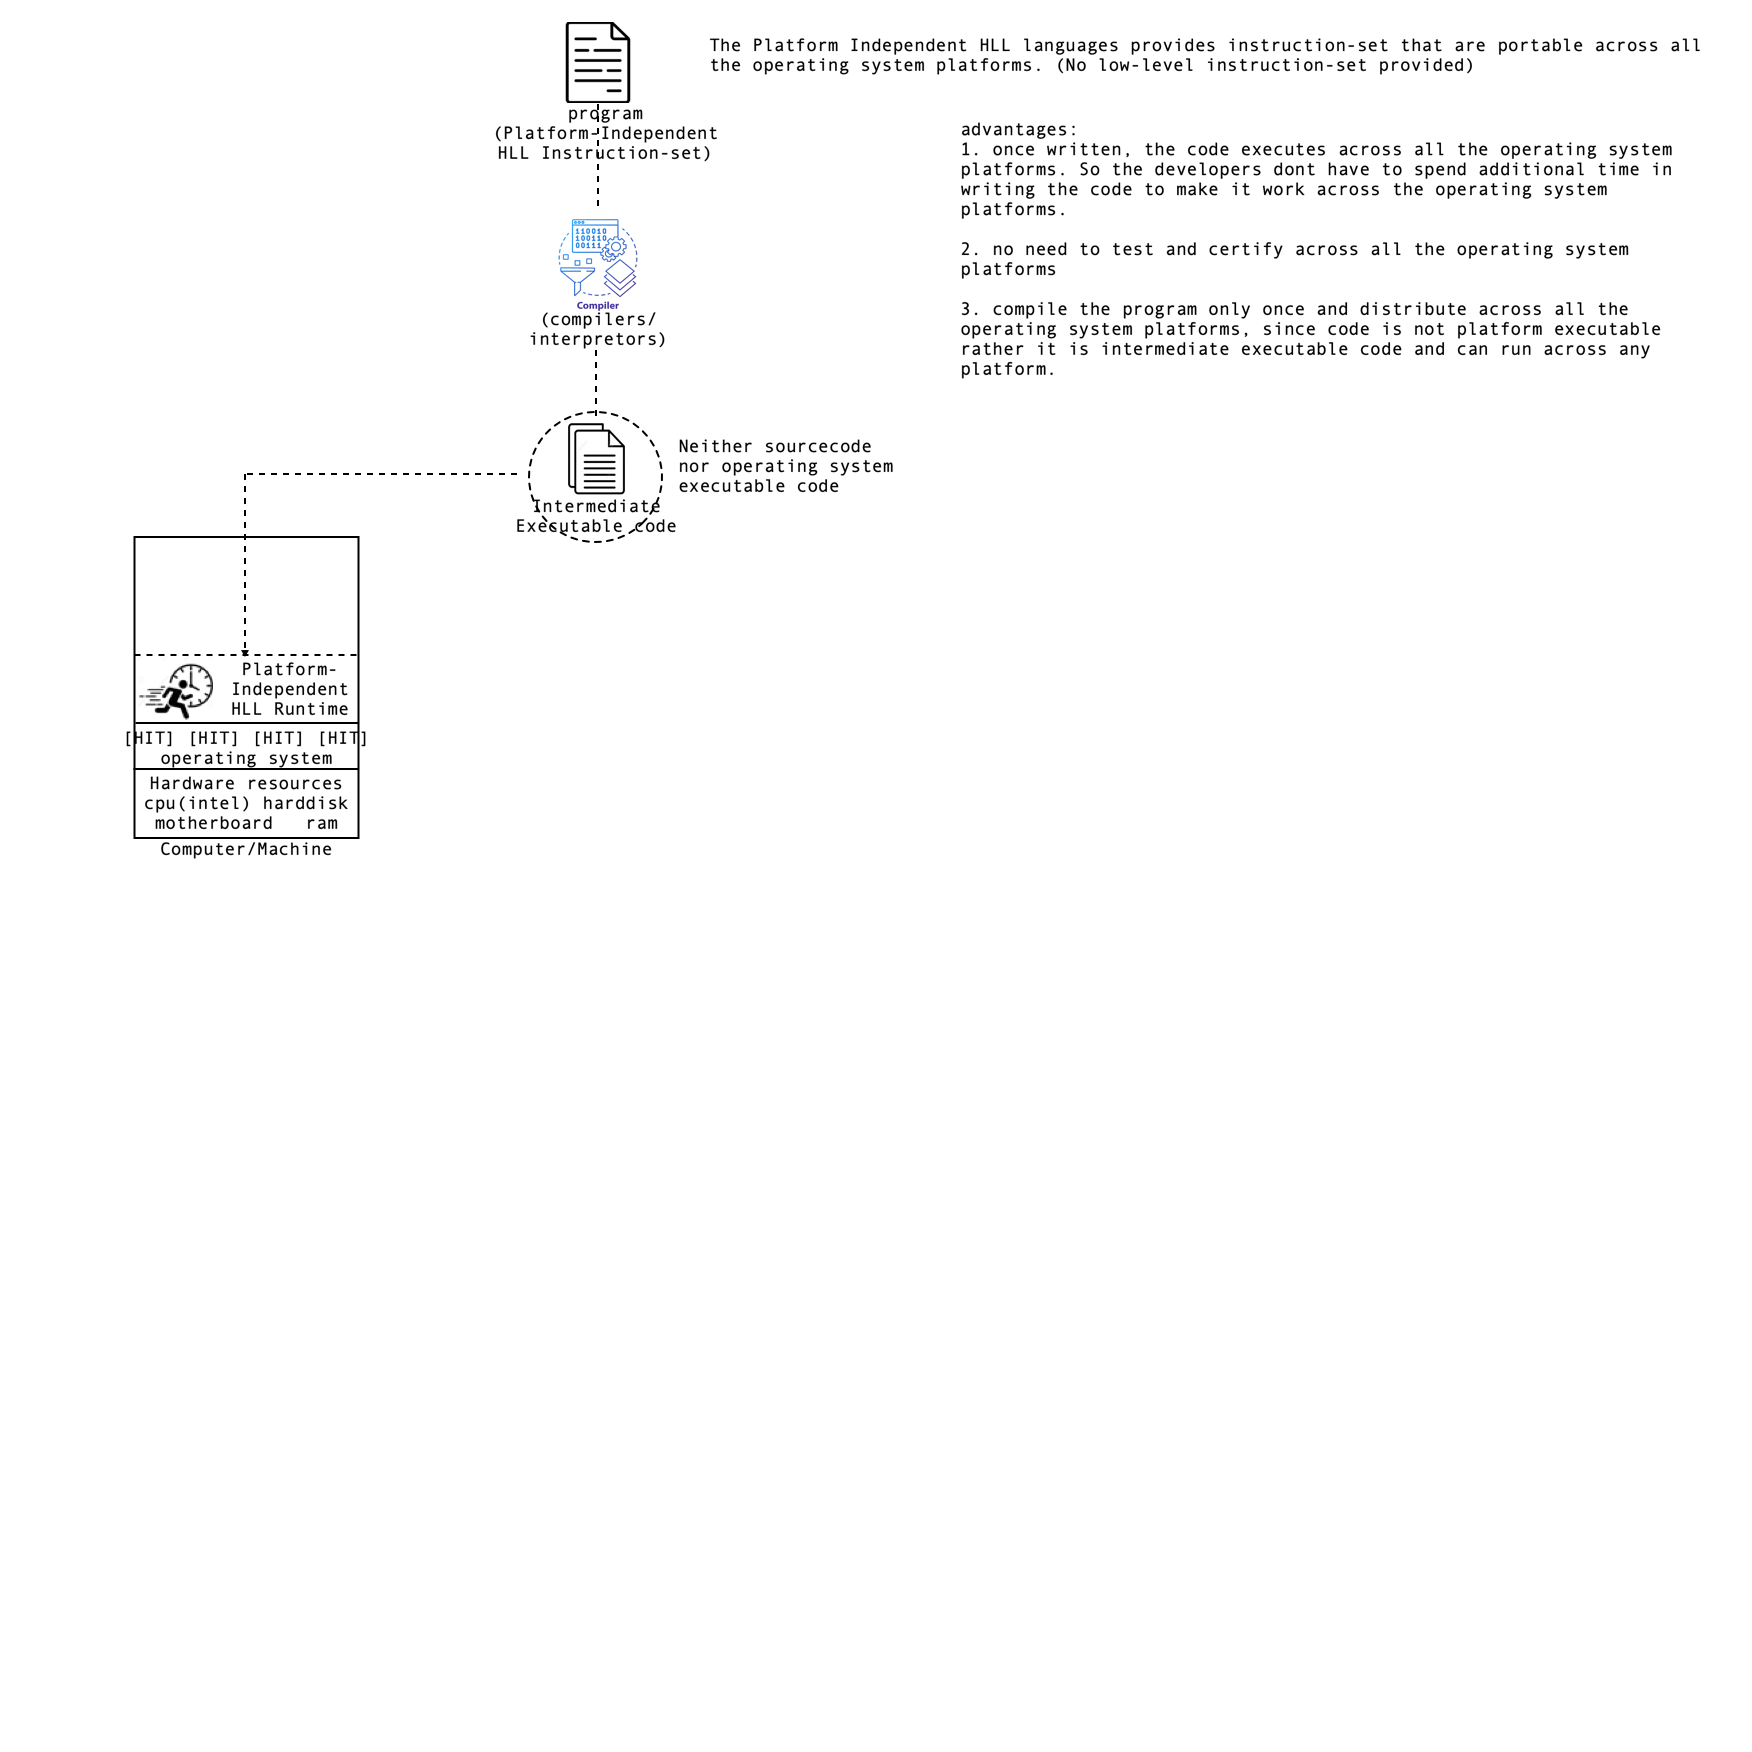 The Platform Independent HLL languages provides instruction-set that are portable across all
the operating system platforms. (No low-level instruction-set provided)
program
(Platform-Independent
HLL Instruction-set)
advantages:
1. once written, the code executes across all the operating system
platforms. So the developers dont have to spend additional time in
writing the code to make it work across the operating system
platforms.
2. no need to test and certify across all the operating system
platforms
3. compile the program only once and distribute across all the
operating system platforms, since code is not platform executable
rather it is intermediate executable code and can run across any
platform.
110010
100110
00111
Compiler
(compilers/
interpretors)
Neither sourcecode
nor operating system
executable code
Intermediate
Executable code
Platform-
Independent
HLL Runtime
[HIT] [HIT] [HIT] [HIT]
operating system
Hardware resources
cpu(intel) harddisk
motherboard ram
Computer/Machine